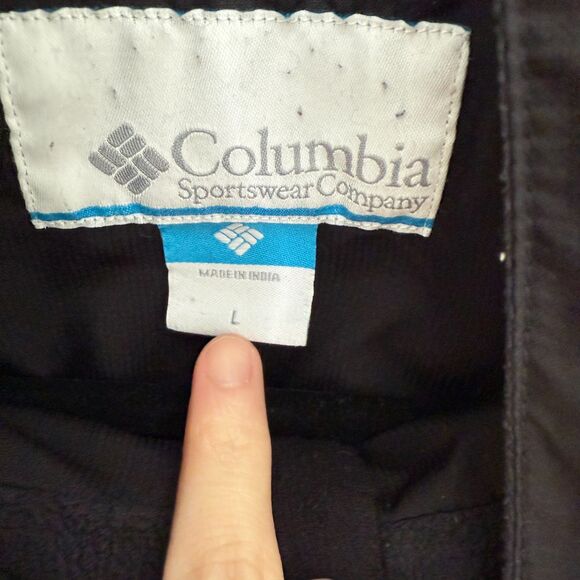 Columbia
Sportswear Company
MADE IN INDIA
L